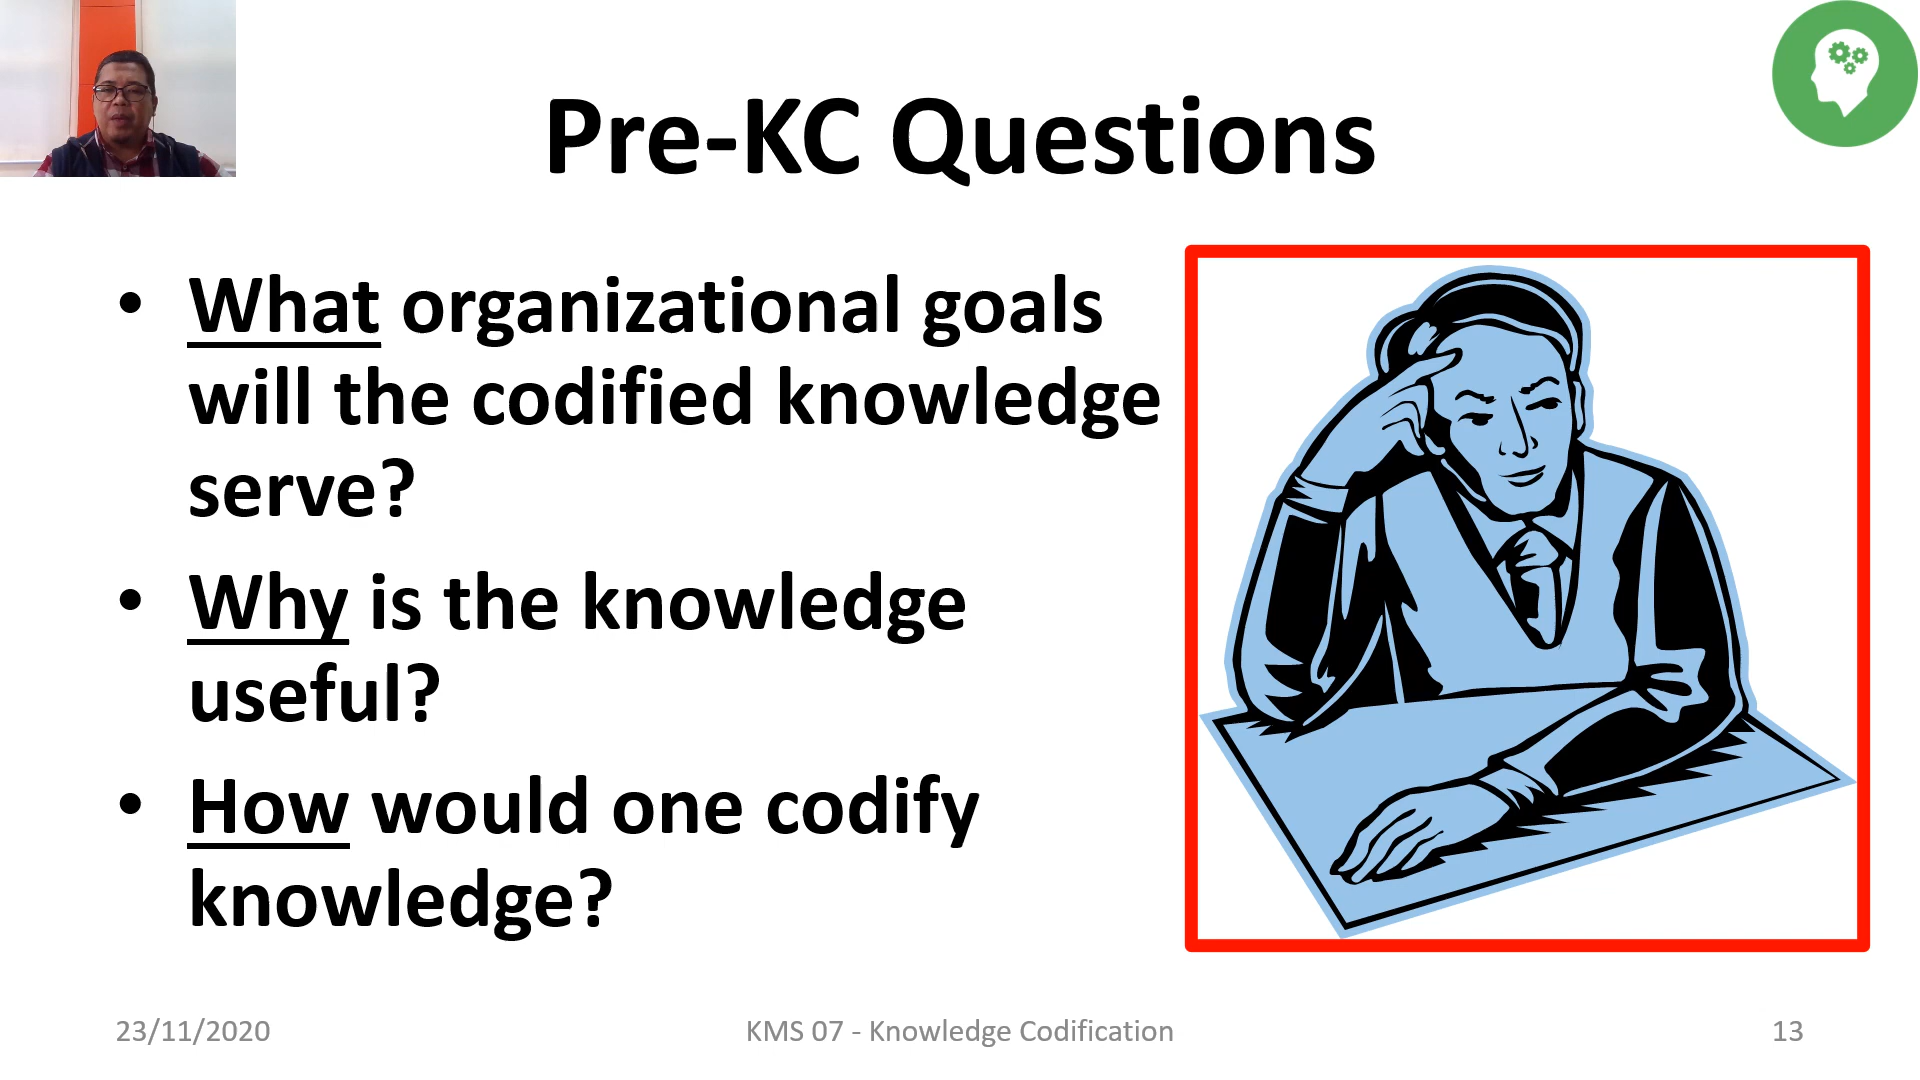 Pre-KC Questions
• What organizational goals
will the codified knowledge
serve?
• Why is the knowledge
useful?
• How would one codify
knowledge?
23/11/2020
KMS 07 - Knowledge Codification
13